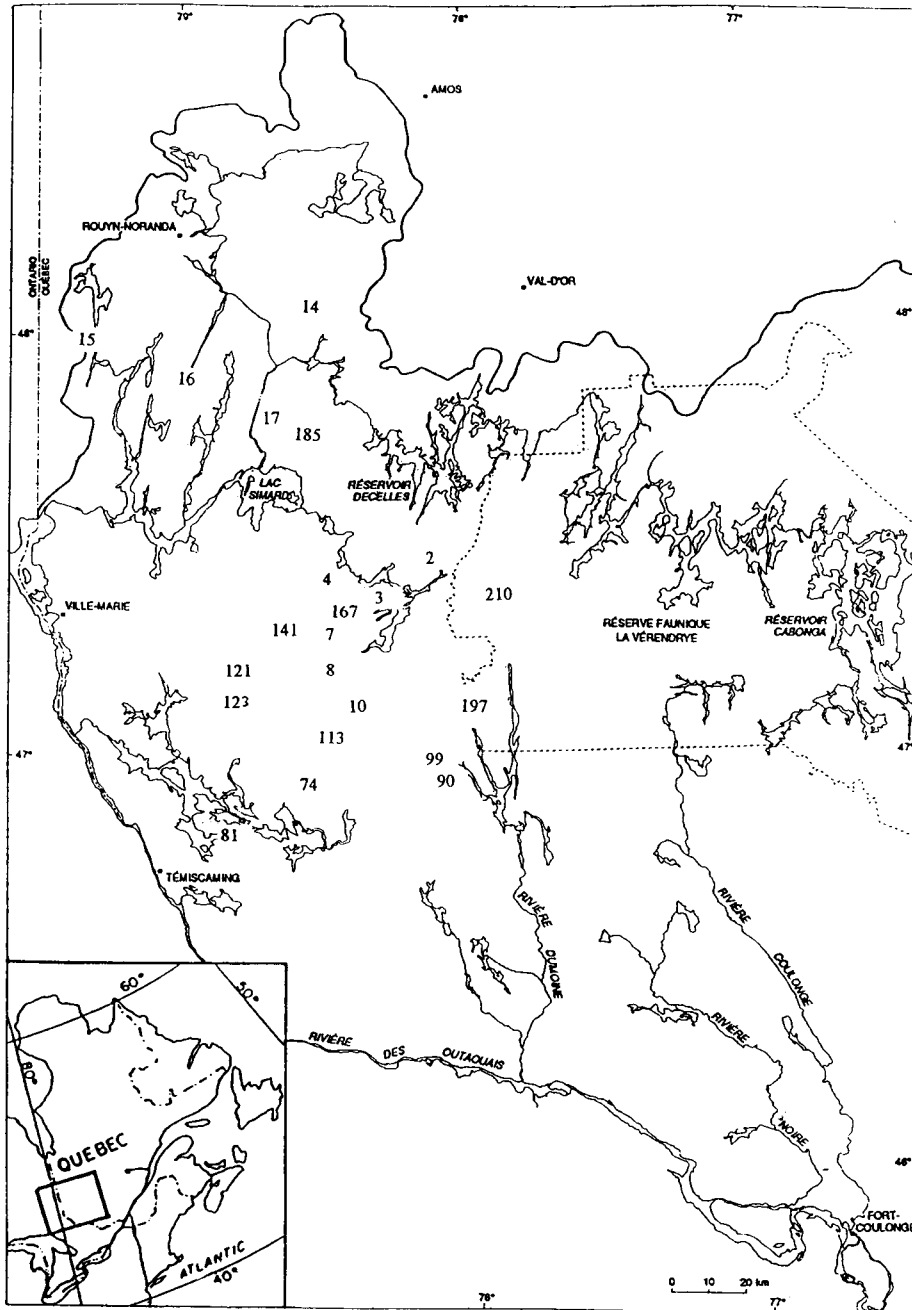 79°
78°
77°
AMOS
ROUYN-NORANDA
ONTARIO
QUÉBEC
VAL-D'OR
14
48°
48°
15
16
17
185
LAC
SIMARD
RÉSERVOIR
DECELLES
2
4
3
210
VILLE-MARIE
167
141
7
RÉSERVE FAUNIQUE
LA VÉRENDRYE
RÉSERVOIR
CABONGA
121
8
123
10
197
113
47°
47°
99
74
90
81
TÉMISCAMING
RIVIÈRE
DUMOINE
RIVIÈRE
COULONGE
RIVIÈRE
NOIRE
RIVIÈRE
DES
OUTAOUAIS
60°
50°
80°
QUEBEC
ATLANTIC
40°
46°
FORT-
COULONGE
0 10 20 km
78°
77°